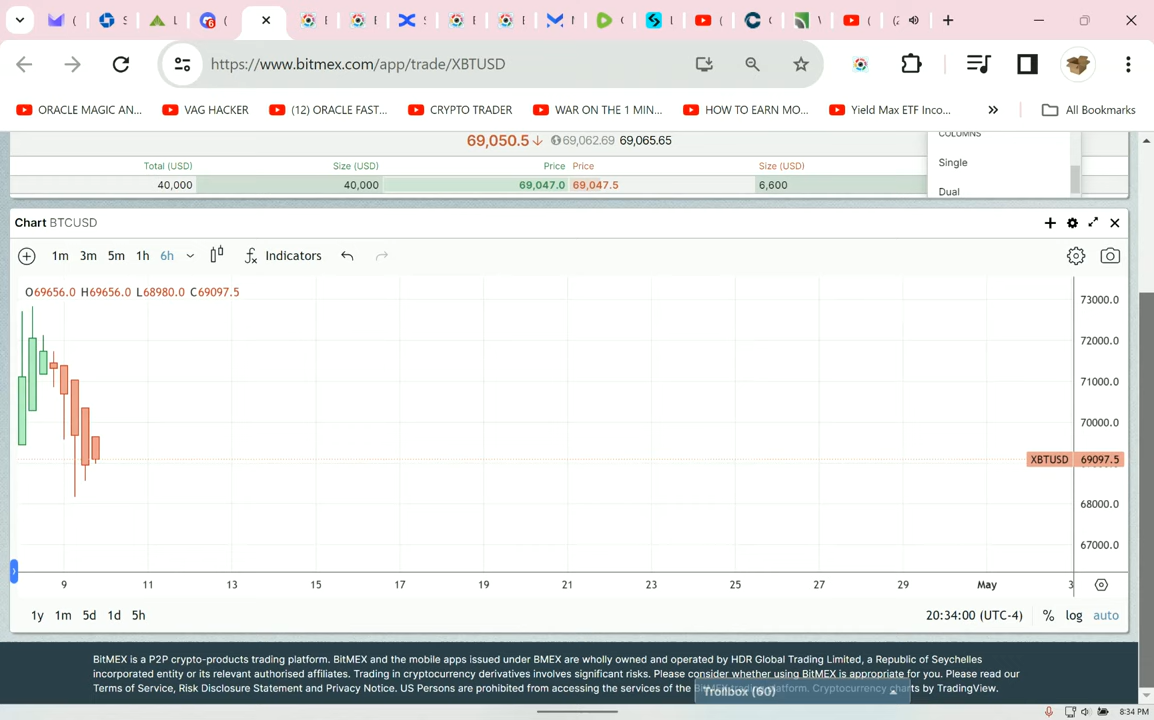 https://www.bitmex.com/app/trade/XBTUSD
ORACLE MAGIC AN... VAG HACKER (12) ORACLE FAST... CRYPTO TRADER WAR ON THE 1 MIN... HOW TO EARN MO... Yield Max ETF Inco... » All Bookmarks
69,050.5↓ 69,062.69 69,065.65
COLUMNS
Total (USD) Size (USD) Price Price Size (USD) Single
40,000 40,000 69,047.0 69,047.5 6,600 Dual
Chart BTCUSD
1m 3m 5m 1h 6h Indicators
O69656.0 H69656.0 L68980.0 C69097.5
73000.0
72000.0
71000.0
70000.0
XBTUSD 69097.5
68000.0
67000.0
9 11 13 15 17 19 21 23 25 27 29 May 3
1y 1m 5d 1d 5h 20:34:00 (UTC-4) % log auto
BitMEX is a P2P crypto-products trading platform. BitMEX and the mobile apps issued under BMEX are wholly owned and operated by HDR Global Trading Limited, a Republic of Seychelles
incorporated entity or its relevant authorised affiliates. Trading in cryptocurrency derivatives involves significant risks. Please consider whether using BitMEX is appropriate for you. Please read our
Terms of Service, Risk Disclosure Statement and Privacy Notice. US Persons are prohibited from accessing the services of the BitMEX trading platform. Cryptocurrency charts by TradingView.
Trollbox (60)
8:34 PM